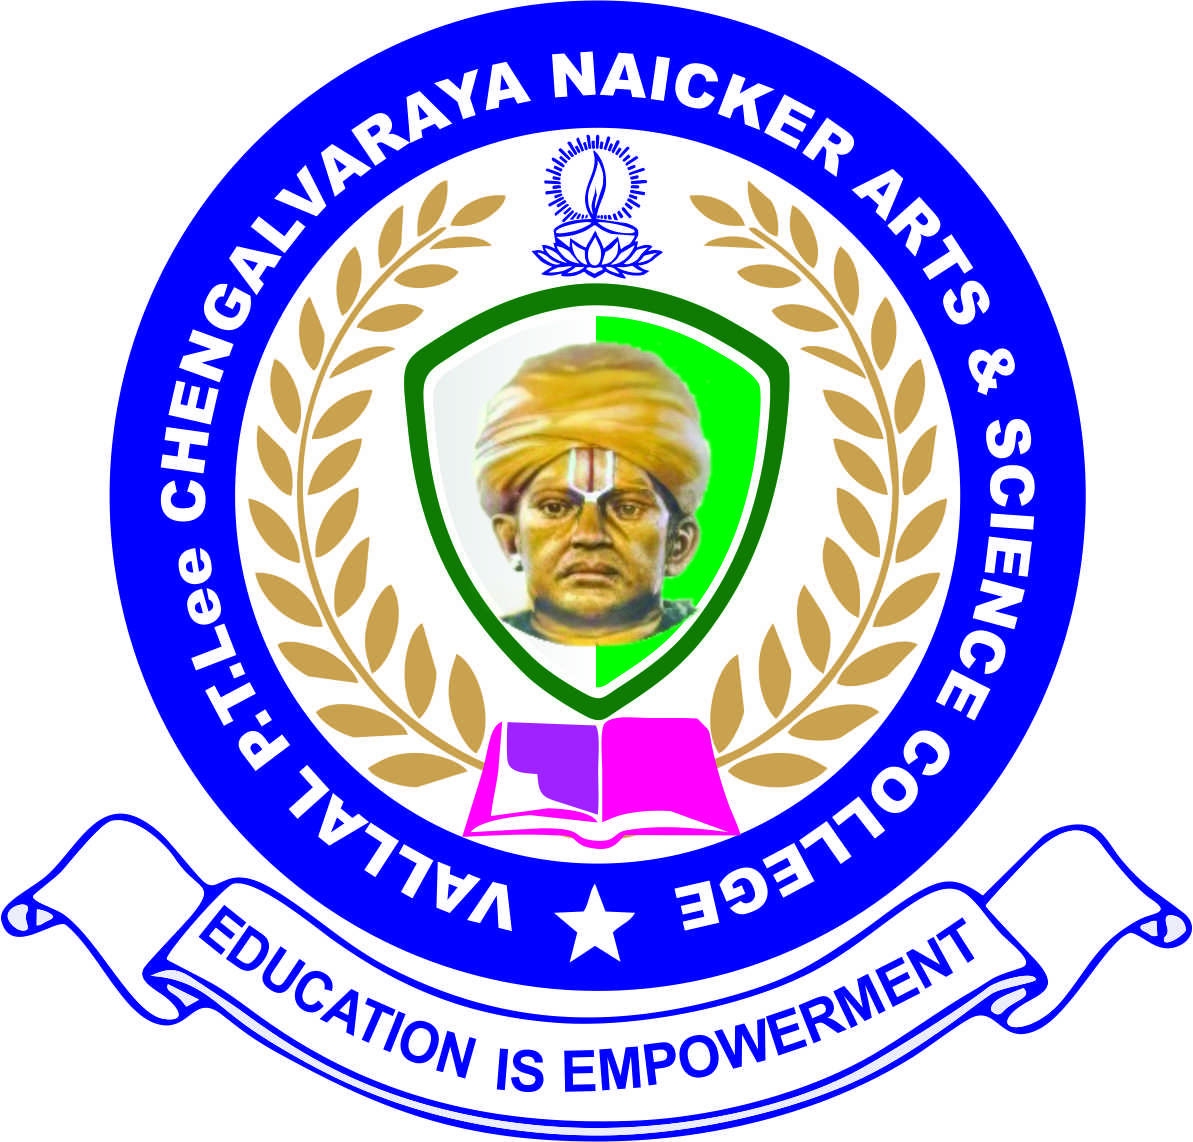 VALLAL P.T.Lee CHENGALVARAYA NAICKER ARTS & SCIENCE COLLEGE
EDUCATION IS EMPOWERMENT